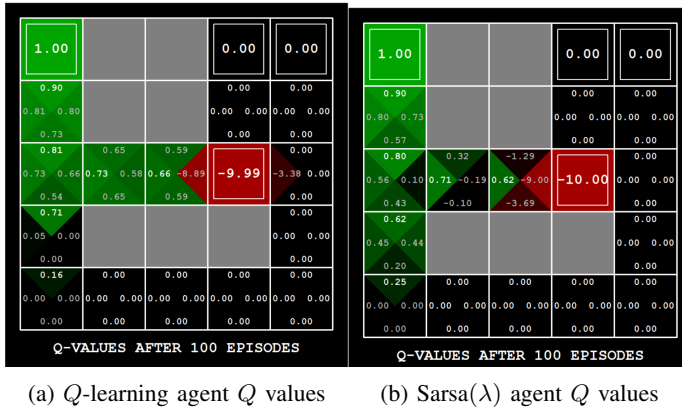 1.00 0.00 0.00 1.00 0.00 0.00
0.90 0.00 0.00 0.90 0.00 0.00
0.81 0.80 0.00 0.00 0.00 0.00 0.80 0.73 0.00 0.00 0.00 0.00
0.73 0.00 0.00 0.57 0.00 0.00
0.81 0.65 0.59 0.00 0.80 0.32 -1.29 0.00
0.73 0.66 0.73 0.58 0.66 -8.89 -9.99 -3.38 0.00 0.56 0.10 0.71 -0.19 0.62 -9.00 -10.00 0.00 0.00
0.54 0.65 0.59 0.00 0.43 -0.10 -3.69 0.00
0.71 0.00 0.62 0.00
0.05 0.00 0.00 0.00 0.45 0.44 0.00 0.00
0.00 0.00 0.20 0.00
0.16 0.00 0.00 0.00 0.00 0.25 0.00 0.00 0.00 0.00
0.00 0.00 0.00 0.00 0.00 0.00 0.00 0.00 0.00 0.00 0.00 0.00 0.00 0.00 0.00 0.00 0.00 0.00 0.00 0.00
0.00 0.00 0.00 0.00 0.00 0.00 0.00 0.00 0.00 0.00
Q-VALUES AFTER 100 EPISODES Q-VALUES AFTER 100 EPISODES
(a) Q-learning agent Q values (b) Sarsa(λ) agent Q values